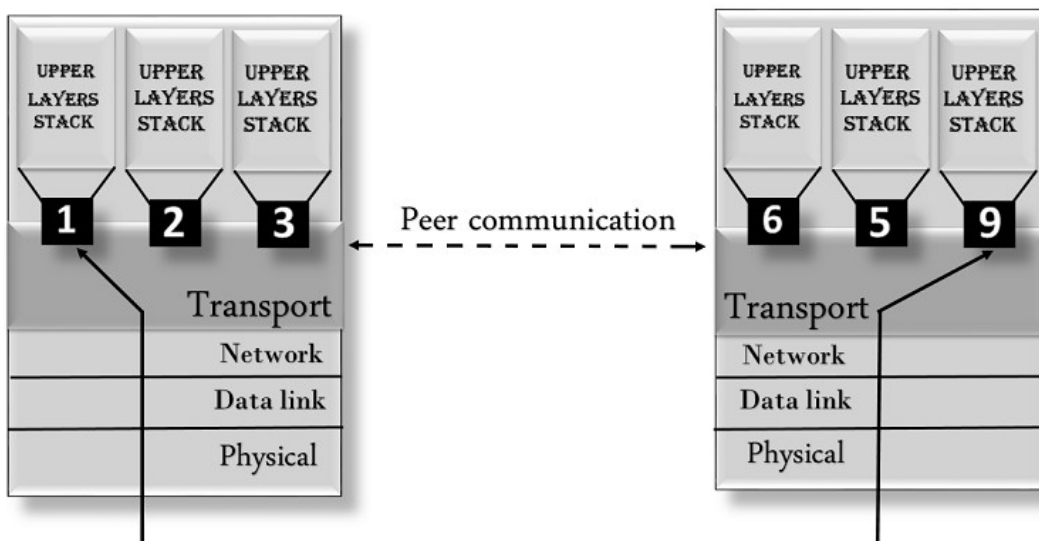 UPPER LAYERS STACK
UPPER LAYERS STACK
UPPER LAYERS STACK
1
2
3
Transport
Network
Data link
Physical
Peer communication
UPPER LAYERS STACK
UPPER LAYERS STACK
UPPER LAYERS STACK
6
5
9
Transport
Network
Data link
Physical